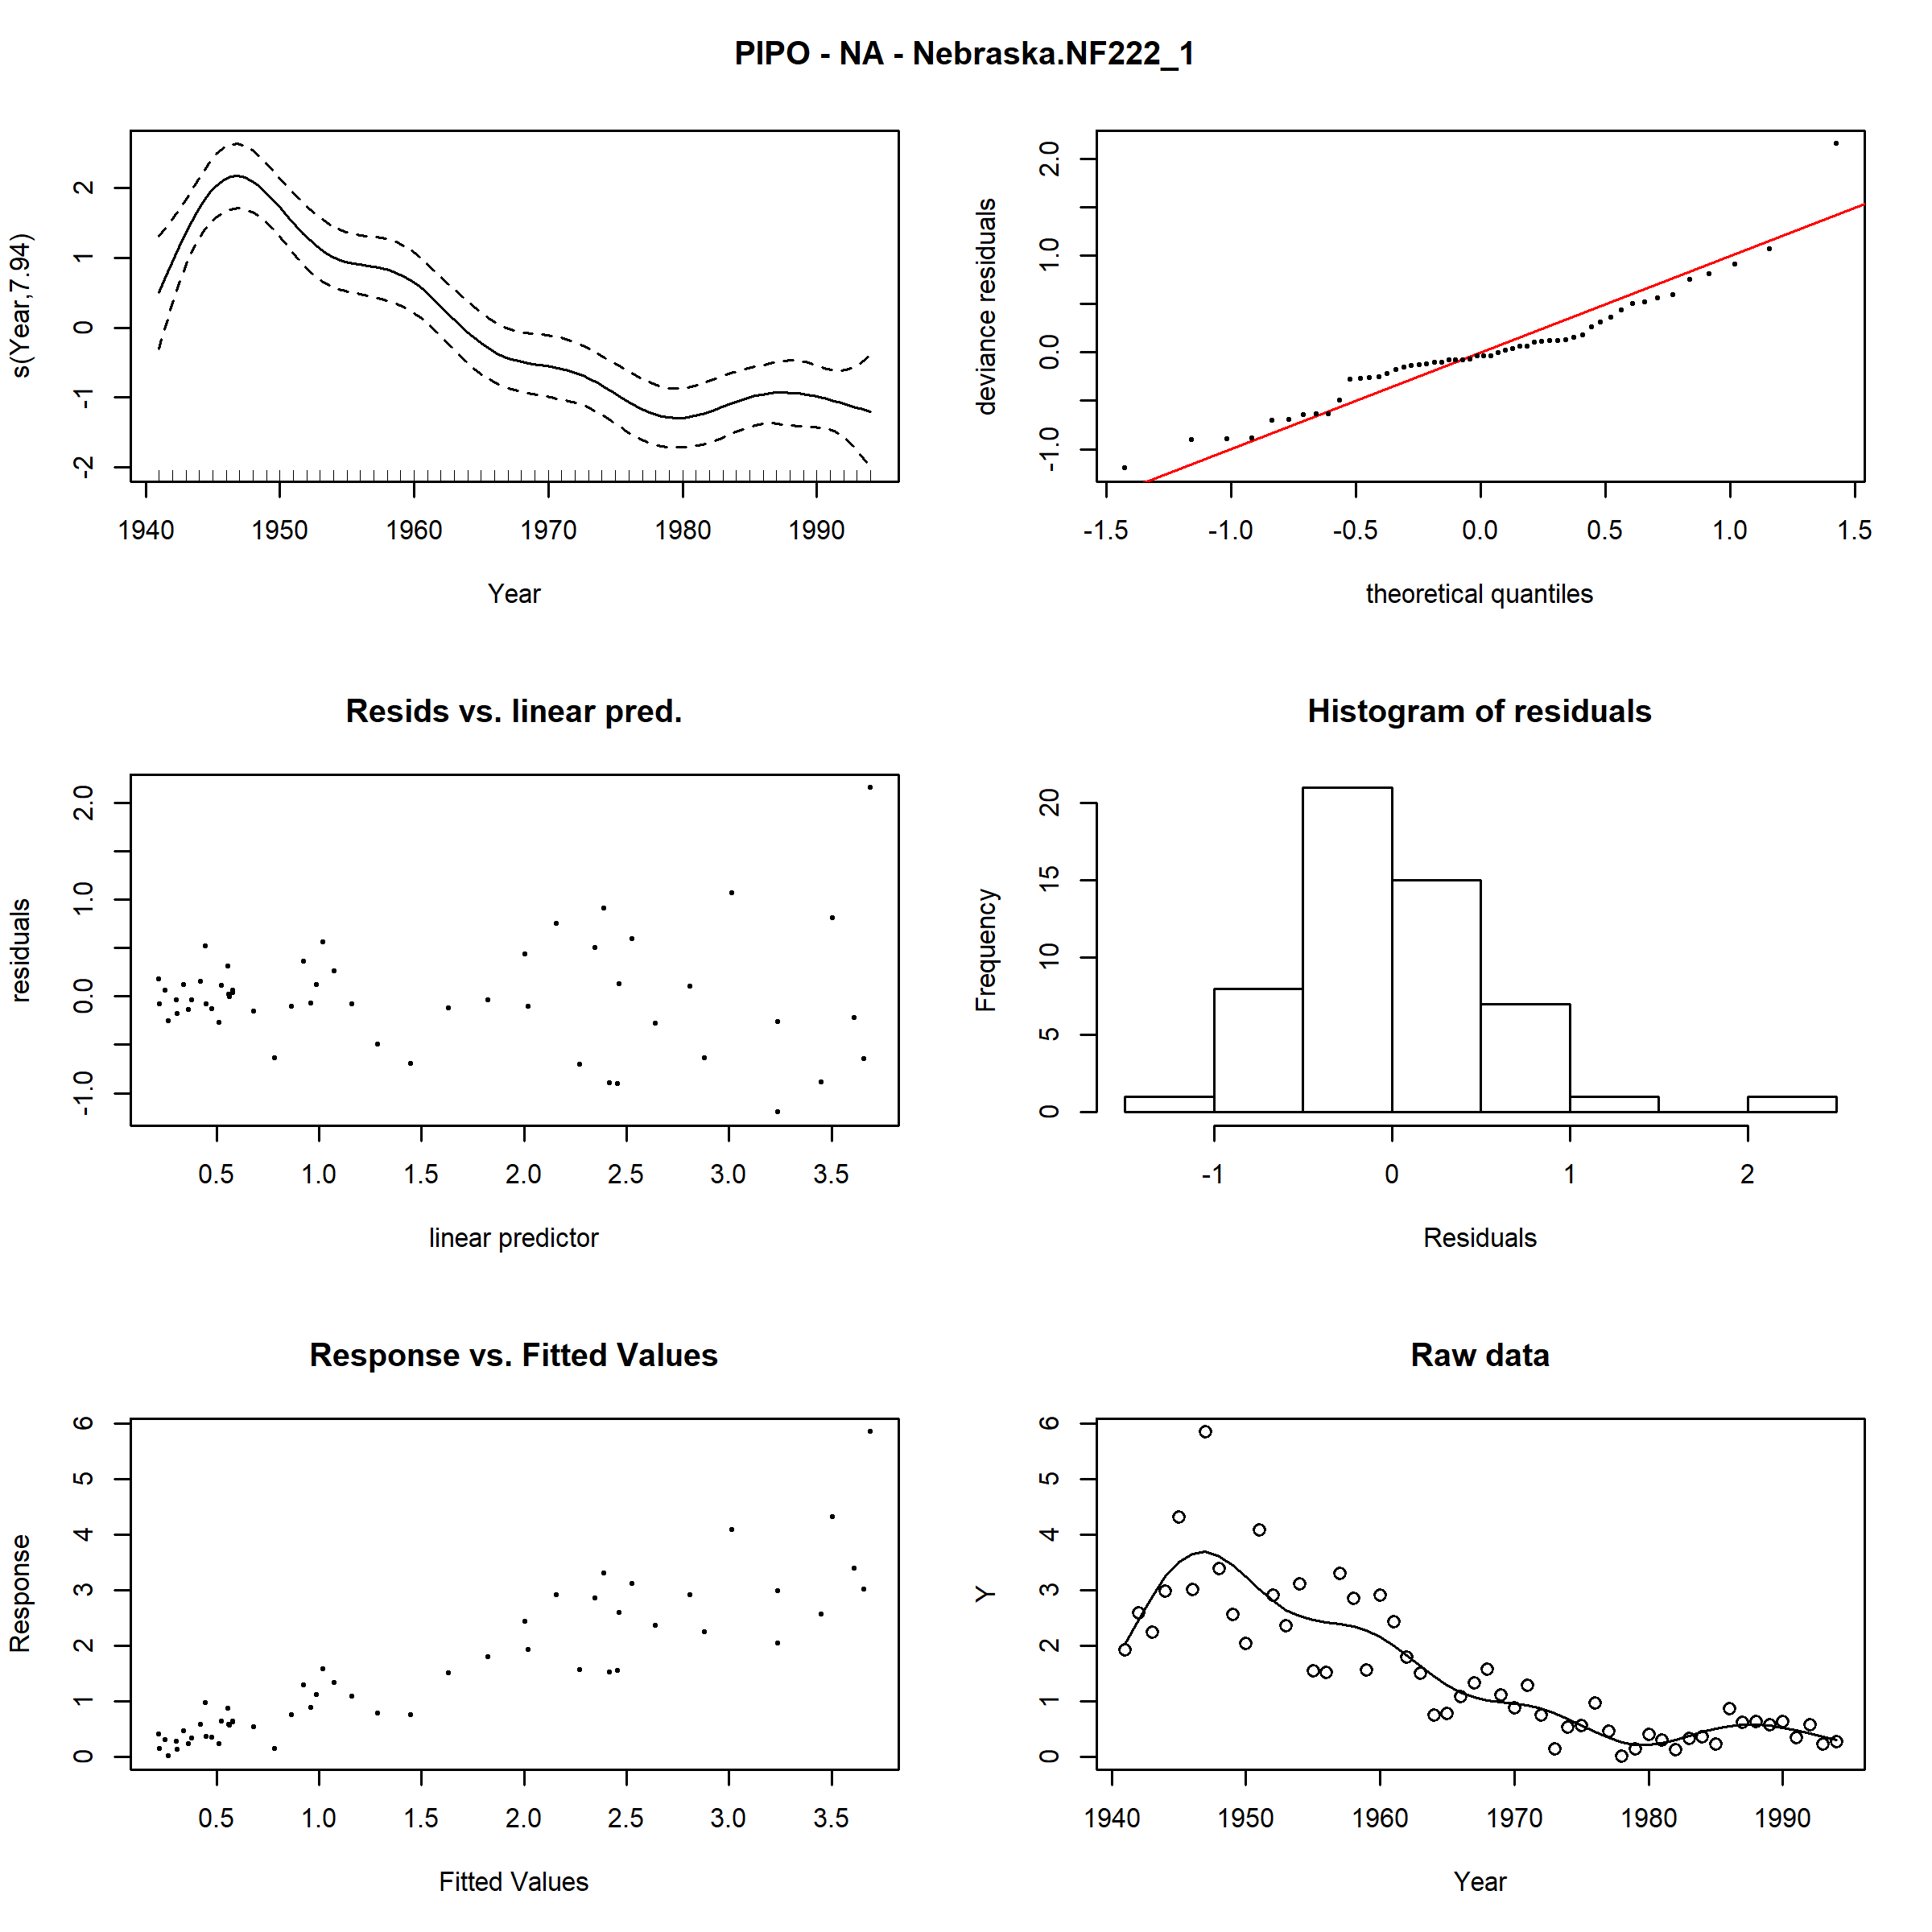 PIPO - NA - Nebraska.NF222_1
s(Year,7.94)
2
1
0
-1
-2
1940 1950 1960 1970 1980 1990
Year
deviance residuals
2.0
1.0
0.0
-1.0
-1.5 -1.0 -0.5 0.0 0.5 1.0 1.5
theoretical quantiles
Resids vs. linear pred.
residuals
2.0
1.0
0.0
-1.0
0.5 1.0 1.5 2.0 2.5 3.0 3.5
linear predictor
Histogram of residuals
Frequency
20
15
10
5
0
-1 0 1 2
Residuals
Response vs. Fitted Values
Response
6
5
4
3
2
1
0
0.5 1.0 1.5 2.0 2.5 3.0 3.5
Fitted Values
Raw data
Y
6
5
4
3
2
1
0
1940 1950 1960 1970 1980 1990
Year